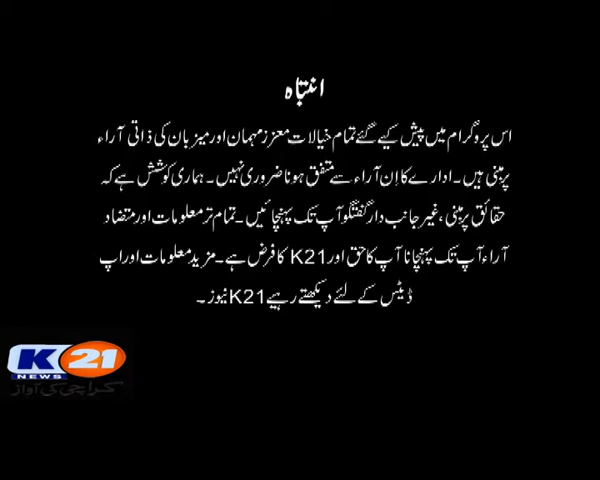 انتباہ
اس پروگرام میں پیش کیے گئے تمام خیالات معزز مہمان اور میزبان کی ذاتی آراء
پر مبنی ہیں۔ ادارے کا اِن آراء سے متفق ہونا ضروری نہیں۔ ہماری کوشش ہے کہ
حقائق پر مبنی، غیر جانب دار گفتگو آپ تک پہنچائیں۔ تمام تر معلومات اور متضاد
آراء آپ تک پہنچانا آپ کا حق اور K21 کا فرض ہے۔ مزید معلومات اور اپ
ڈیٹس کے لئے دیکھتے رہیے K21 نیوز۔
K21
NEWS
کراچی کی آواز